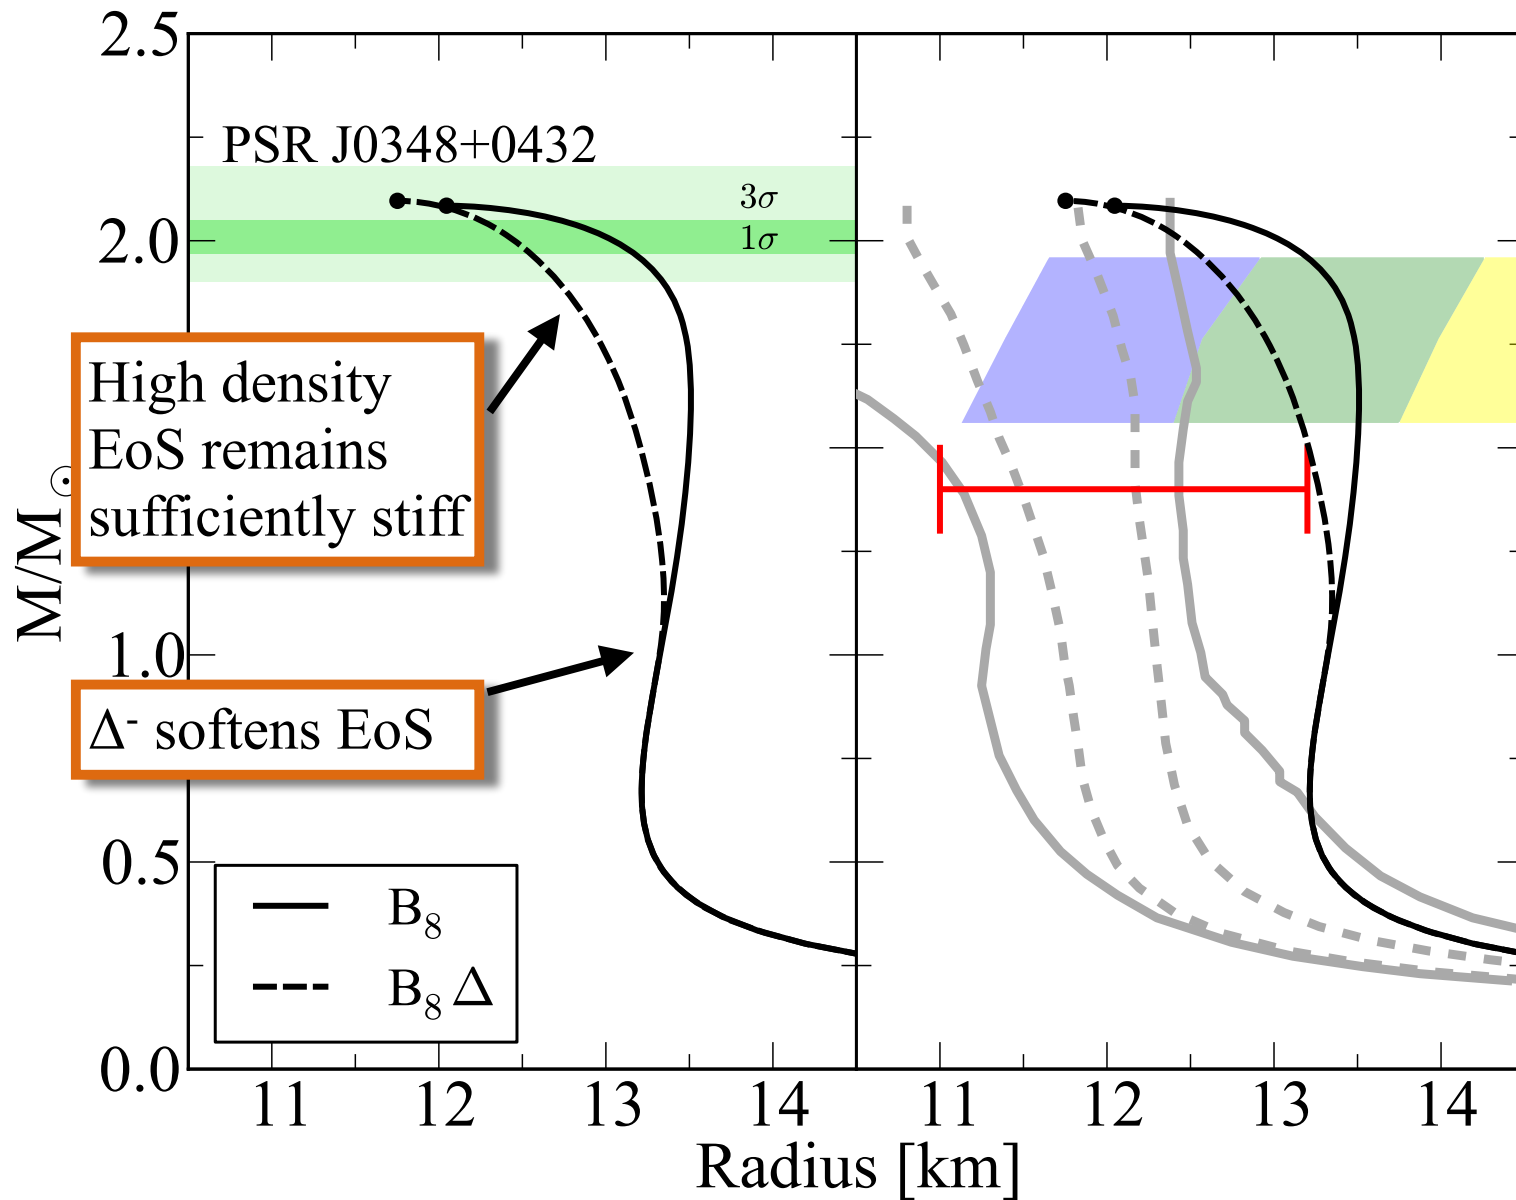 2.5
PSR J0348+0432
3σ
2.0
1σ
High density
EoS remains
sufficiently stiff
M/M☉
1.0
Δ⁻ softens EoS
0.5
B₈
B₈ Δ
0.0
11 12 13 14 11 12 13 14
Radius [km]